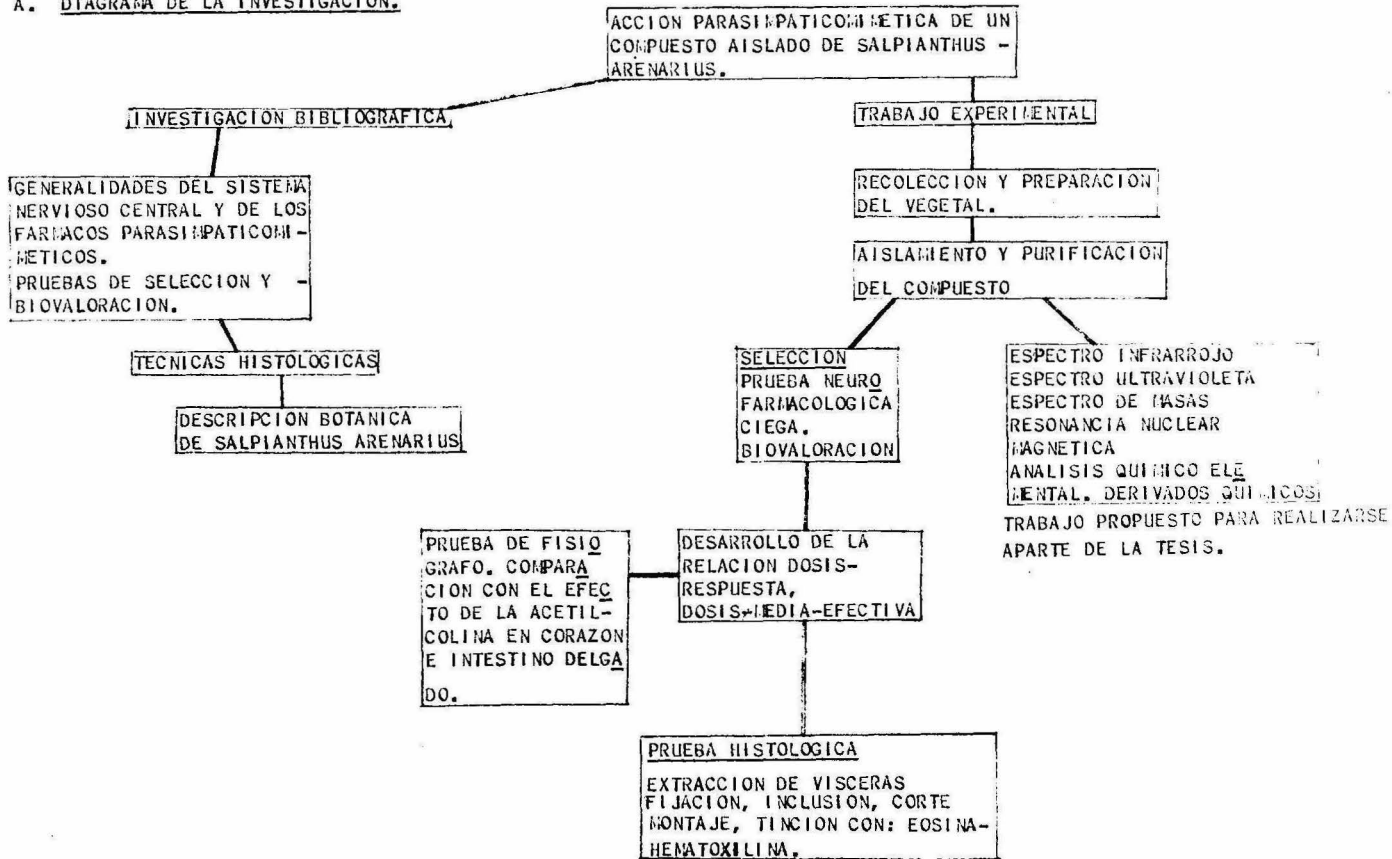 A. DIAGRAMA DE LA INVESTIGACION.
ACCION PARASIMPATICOMIMETICA DE UN
COMPUESTO AISLADO DE SALPIANTHUS -
ARENARIUS.
INVESTIGACION BIBLIOGRAFICA
GENERALIDADES DEL SISTEMA
NERVIOSO CENTRAL Y DE LOS
FARMACOS PARASIMPATICOMI-
METICOS.
PRUEBAS DE SELECCION Y -
BIOVALORACION.
TECNICAS HISTOLOGICAS
DESCRIPCION BOTANICA
DE SALPIANTHUS ARENARIUS
TRABAJO EXPERIMENTAL
RECOLECCION Y PREPARACION
DEL VEGETAL.
AISLAMIENTO Y PURIFICACION
DEL COMPUESTO
SELECCION
PRUEBA NEURO
FARMACOLOGICA
CIEGA.
BIOVALORACION
ESPECTRO INFRARROJO
ESPECTRO ULTRAVIOLETA
ESPECTRO DE MASAS
RESONANCIA NUCLEAR
MAGNETICA
ANALISIS QUIMICO ELE
MENTAL. DERIVADOS QUIMICOS
TRABAJO PROPUESTO PARA REALIZARSE
APARTE DE LA TESIS.
PRUEBA DE FISIO
GRAFO. COMPARA
CION CON EL EFEC
TO DE LA ACETIL-
COLINA EN CORAZON
E INTESTINO DELGA
DO.
DESARROLLO DE LA
RELACION DOSIS-
RESPUESTA,
DOSIS-MEDIA-EFECTIVA
PRUEBA HISTOLOGICA
EXTRACCION DE VISCERAS
FIJACION, INCLUSION, CORTE
MONTAJE, TINCION CON: EOSINA-
HEMATOXILINA.